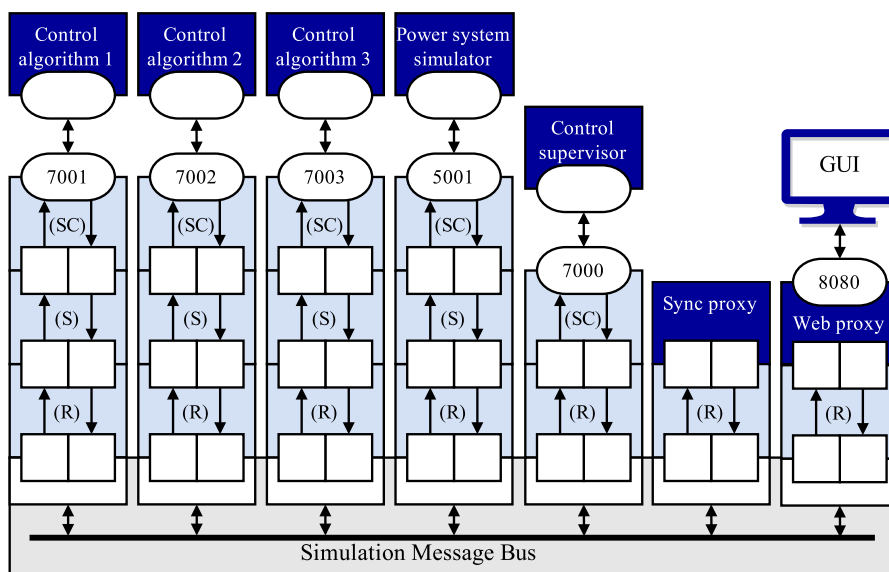 Control
algorithm 1
Control
algorithm 2
Control
algorithm 3
Power system
simulator
Control
supervisor
GUI
7001
7002
7003
5001
7000
8080
(SC)
(SC)
(SC)
(SC)
(SC)
Sync proxy
Web proxy
(S)
(S)
(S)
(S)
(R)
(R)
(R)
(R)
(R)
(R)
(R)
Simulation Message Bus